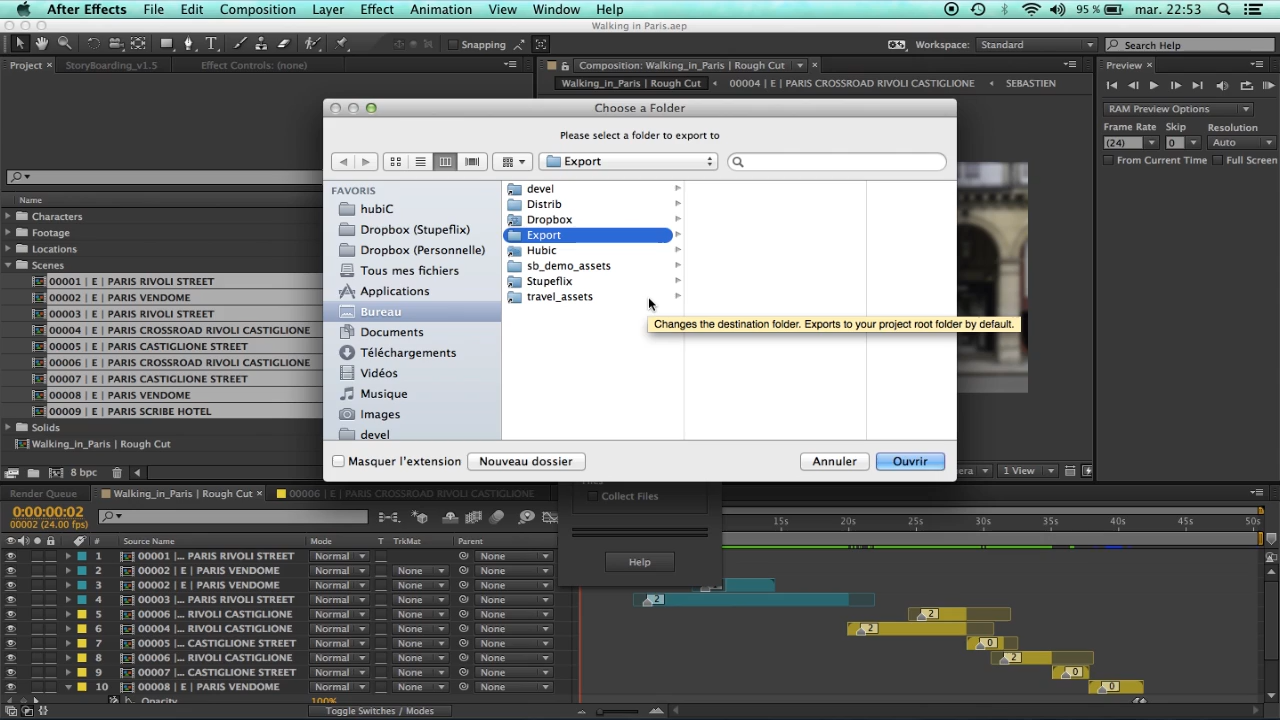 After Effects File Edit Composition Layer Effect Animation View Window Help 95 % mar. 22:53
Walking in Paris.aep
Snapping Workspace: Standard Search Help
Project StoryBoarding_v1.5 Effect Controls: (none) Composition: Walking_in_Paris | Rough Cut Preview
Walking_in_Paris | Rough Cut 00004 | E | PARIS CROSSROAD RIVOLI CASTIGLIONE SEBASTIEN
RAM Preview Options
Frame Rate Skip Resolution
(24) 0 Auto
From Current Time Full Screen
Choose a Folder
Please select a folder to export to
Export
FAVORIS
hubiC
Dropbox (Stupeflix)
Dropbox (Personnelle)
Tous mes fichiers
Applications
Bureau
Documents
Téléchargements
Vidéos
Musique
Images
devel
devel
Distrib
Dropbox
Export
Hubic
sb_demo_assets
Stupeflix
travel_assets
Changes the destination folder. Exports to your project root folder by default.
Masquer l'extension Nouveau dossier Annuler Ouvrir
Name
Characters
Footage
Locations
Scenes
00001 | E | PARIS RIVOLI STREET
00002 | E | PARIS VENDOME
00003 | E | PARIS RIVOLI STREET
00004 | E | PARIS CROSSROAD RIVOLI CASTIGLIONE
00005 | E | PARIS CASTIGLIONE STREET
00006 | E | PARIS CROSSROAD RIVOLI CASTIGLIONE
00007 | E | PARIS CASTIGLIONE STREET
00008 | E | PARIS VENDOME
00009 | E | PARIS SCRIBE HOTEL
Solids
Walking_in_Paris | Rough Cut
8 bpc
1 View
Collect Files
Help
Render Queue Walking_in_Paris | Rough Cut 00006 | E | PARIS CROSSROAD RIVOLI CASTIGLIONE
0:00:00:02
00002 (24.00 fps)
15s 20s 25s 30s 35s 40s 45s 50s
# Source Name Mode T TrkMat Parent
1 00001 |... PARIS RIVOLI STREET Normal None
2 00002 | E | PARIS VENDOME Normal None None
3 00002 | E | PARIS VENDOME Normal None None
4 00003 |... PARIS RIVOLI STREET Normal None None 2
5 00006 |... RIVOLI CASTIGLIONE Normal None None 2
6 00004 |... RIVOLI CASTIGLIONE Normal None None 2
7 00005 |... CASTIGLIONE STREET Normal None None 0
8 00006 |... RIVOLI CASTIGLIONE Normal None None 2
9 00007 |... CASTIGLIONE STREET Normal None None 0
10 00008 | E | PARIS VENDOME Normal None None 0
Opacity 100%
Toggle Switches / Modes